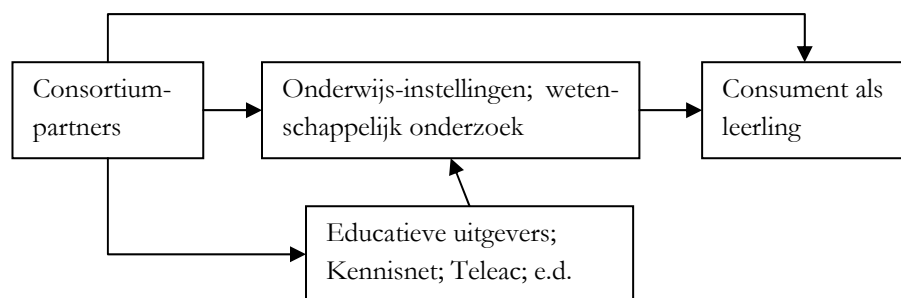 Consortium-
partners
Onderwijs-instellingen; weten-
schappelijk onderzoek
Consument als
leerling
Educatieve uitgevers;
Kennisnet; Teleac; e.d.